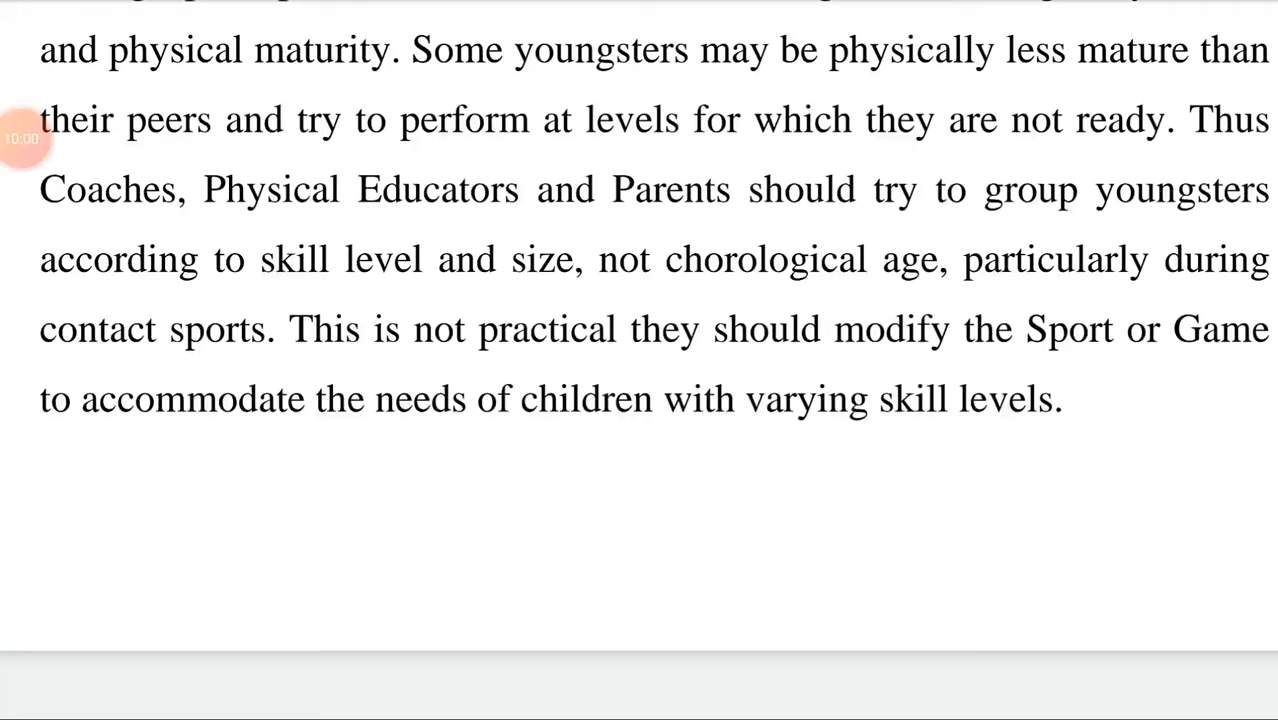 and physical maturity. Some youngsters may be physically less mature than
their peers and try to perform at levels for which they are not ready. Thus
10:00
Coaches, Physical Educators and Parents should try to group youngsters
according to skill level and size, not chorological age, particularly during
contact sports. This is not practical they should modify the Sport or Game
to accommodate the needs of children with varying skill levels.